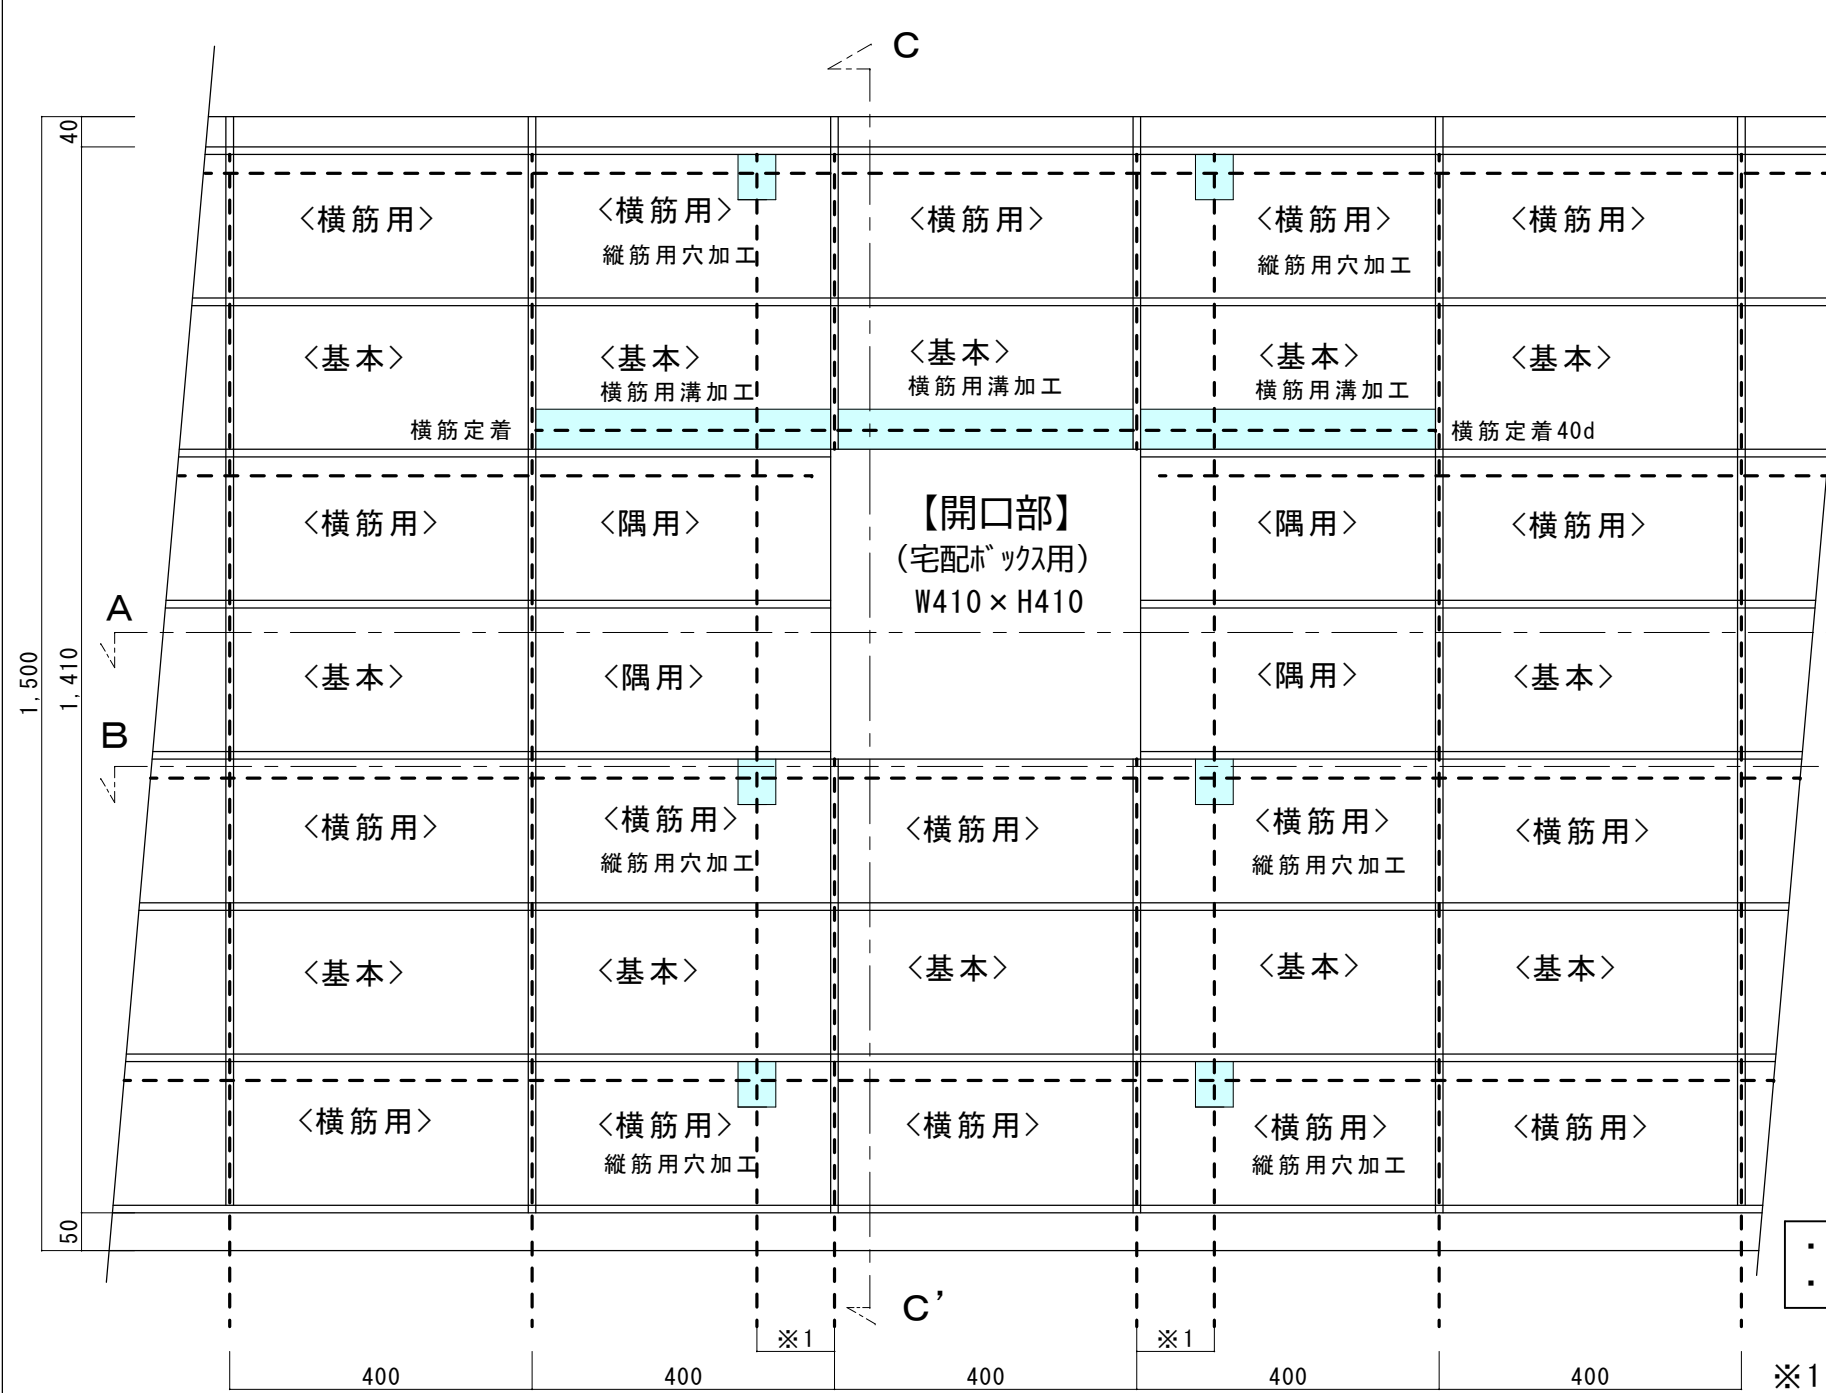 C
40
〈横筋用〉 〈横筋用〉 〈横筋用〉 〈横筋用〉 〈横筋用〉
縦筋用穴加工 縦筋用穴加工
〈基本〉 〈基本〉 〈基本〉 〈基本〉 〈基本〉
横筋用溝加工 横筋用溝加工 横筋用溝加工
横筋定着 横筋定着40d
【開口部】
〈横筋用〉 〈隅用〉 〈隅用〉 〈横筋用〉
(宅配ボックス用)
W410×H410
A
1,500 1,410
〈基本〉 〈隅用〉 〈隅用〉 〈基本〉
B
〈横筋用〉 〈横筋用〉 〈横筋用〉 〈横筋用〉 〈横筋用〉
縦筋用穴加工 縦筋用穴加工
〈基本〉 〈基本〉 〈基本〉 〈基本〉 〈基本〉
〈横筋用〉 〈横筋用〉 〈横筋用〉 〈横筋用〉 〈横筋用〉
縦筋用穴加工 縦筋用穴加工
50
・
・
C’
※1 ※1
400 400 400 400 400 ※1